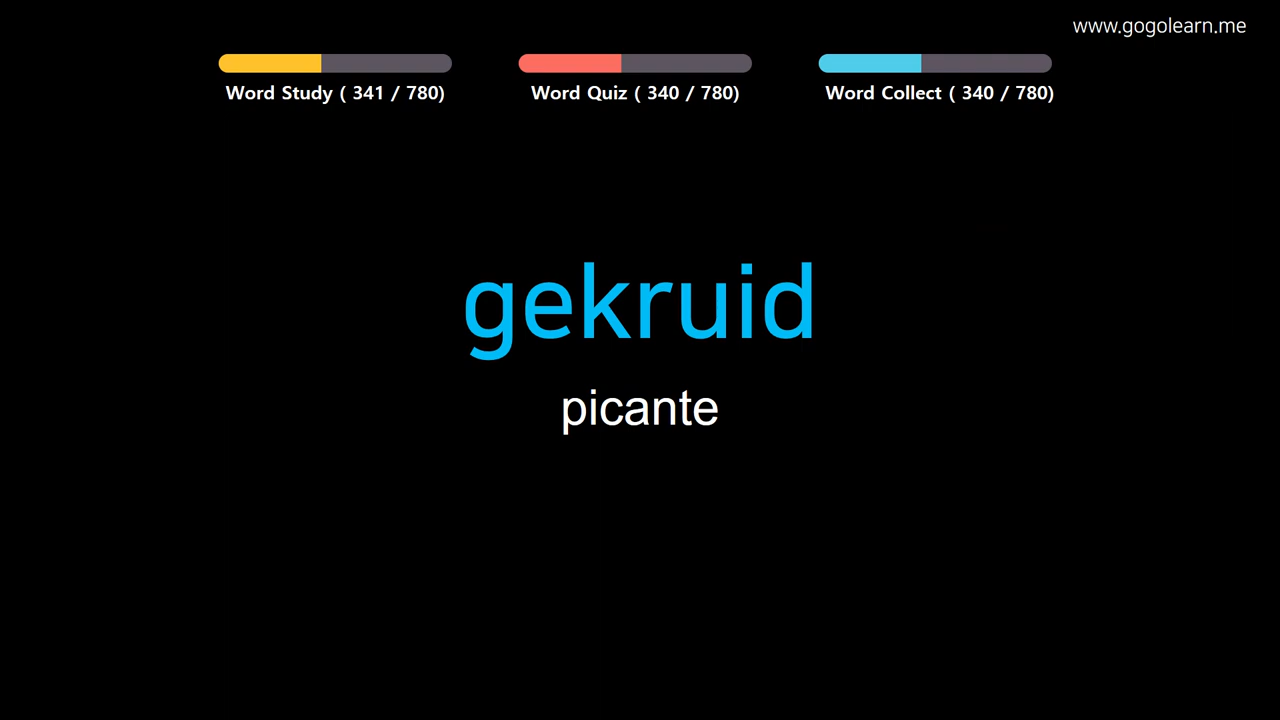 www.gogolearn.me
Word Study ( 341 / 780)
Word Quiz ( 340 / 780)
Word Collect ( 340 / 780)
gekruid
picante